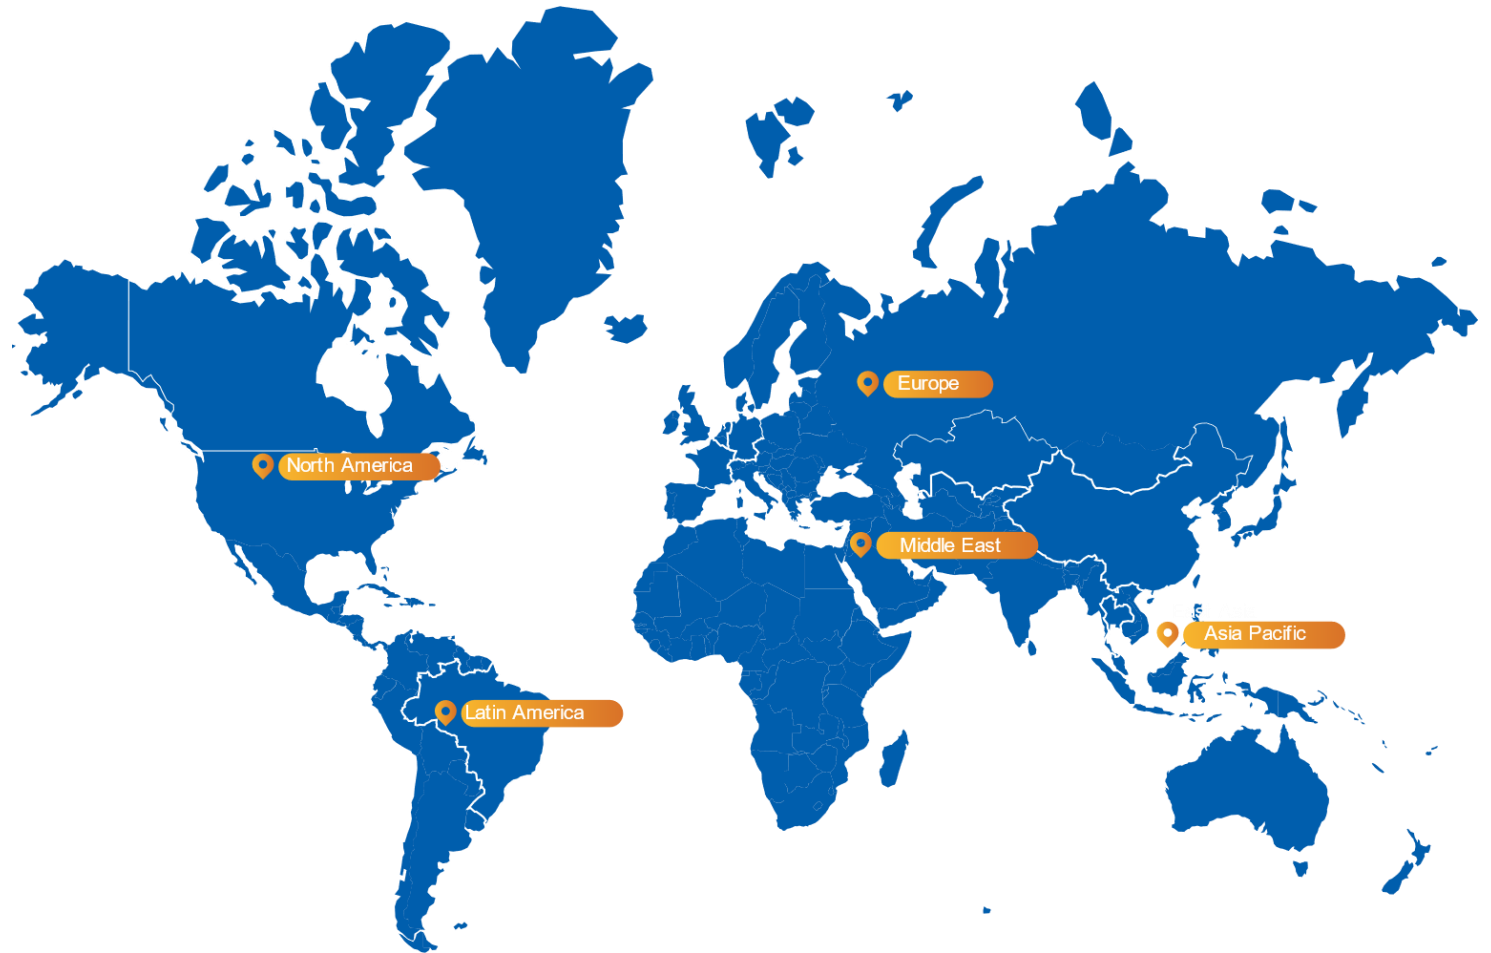 Europe
North America
Middle East
Asia Pacific
Latin America